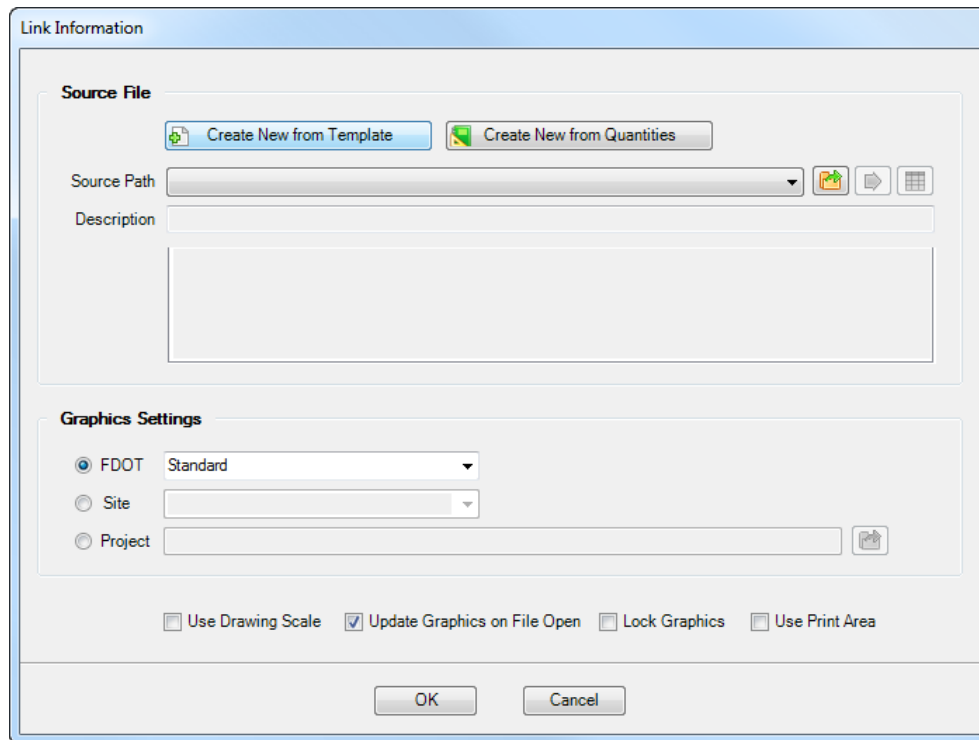 Link Information
Source File
Create New from Template Create New from Quantities
Source Path
Description
Graphics Settings
FDOT Standard
Site
Project
Use Drawing Scale Update Graphics on File Open Lock Graphics Use Print Area
OK Cancel